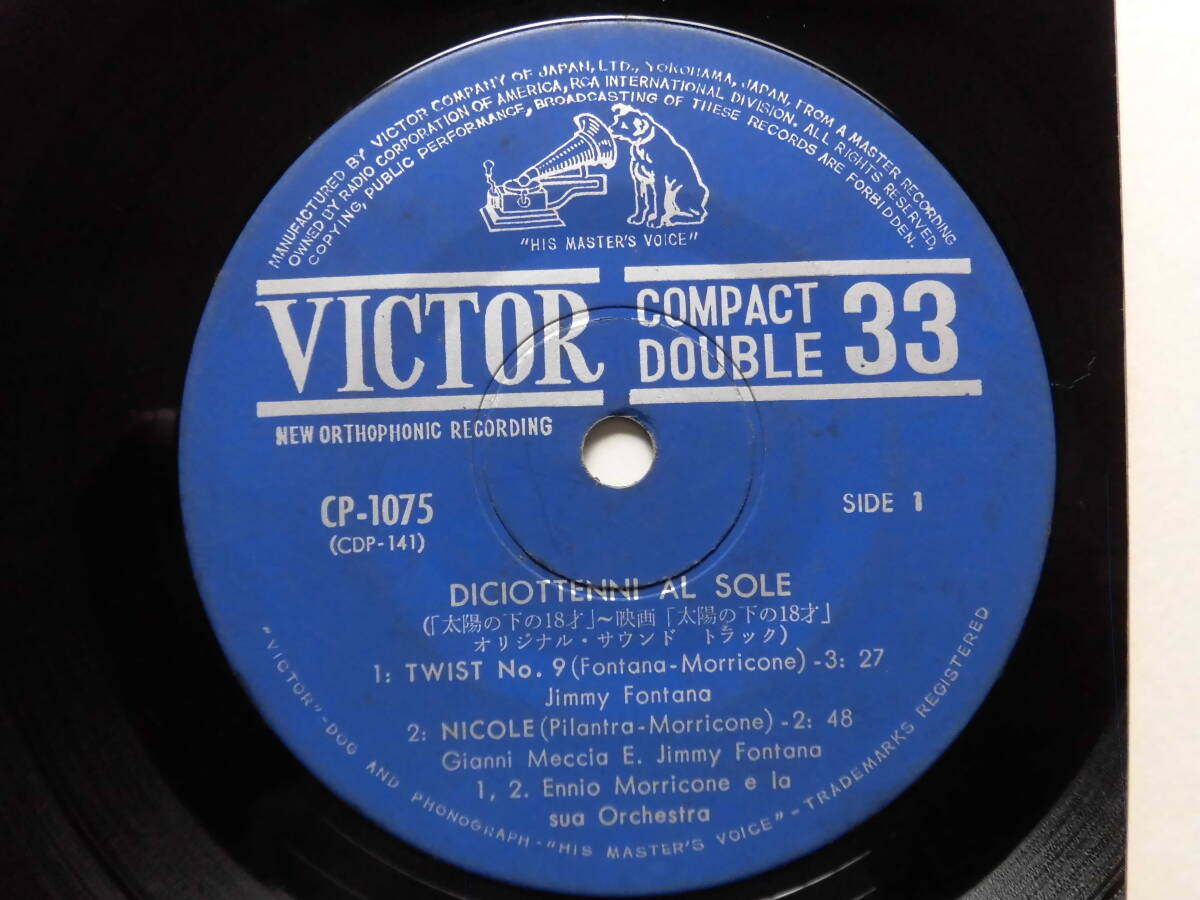 MANUFACTURED BY VICTOR COMPANY OF JAPAN, LTD., YOKOHAMA, JAPAN, FROM A MASTER RECORDING
OWNED BY RADIO CORPORATION OF AMERICA, RCA INTERNATIONAL DIVISION. ALL RIGHTS RESERVED,
COPYING, PUBLIC PERFORMANCE, BROADCASTING OF THESE RECORDS ARE FORBIDDEN.
"HIS MASTER'S VOICE"
VICTOR
COMPACT
DOUBLE 33
NEW ORTHOPHONIC RECORDING
CP-1075
(CDP-141)
SIDE 1
DICIOTTENNI AL SOLE
(「太陽の下の18才」~映画「太陽の下の18才」
オリジナル・サウンド トラック)
1: TWIST No. 9 (Fontana-Morricone) -3: 27
Jimmy Fontana
2: NICOLE (Pilantra-Morricone) -2: 48
Gianni Meccia E. Jimmy Fontana
1, 2. Ennio Morricone e la
sua Orchestra
"VICTOR"-DOG AND PHONOGRAPH-"HIS MASTER'S VOICE"-TRADEMARKS REGISTERED